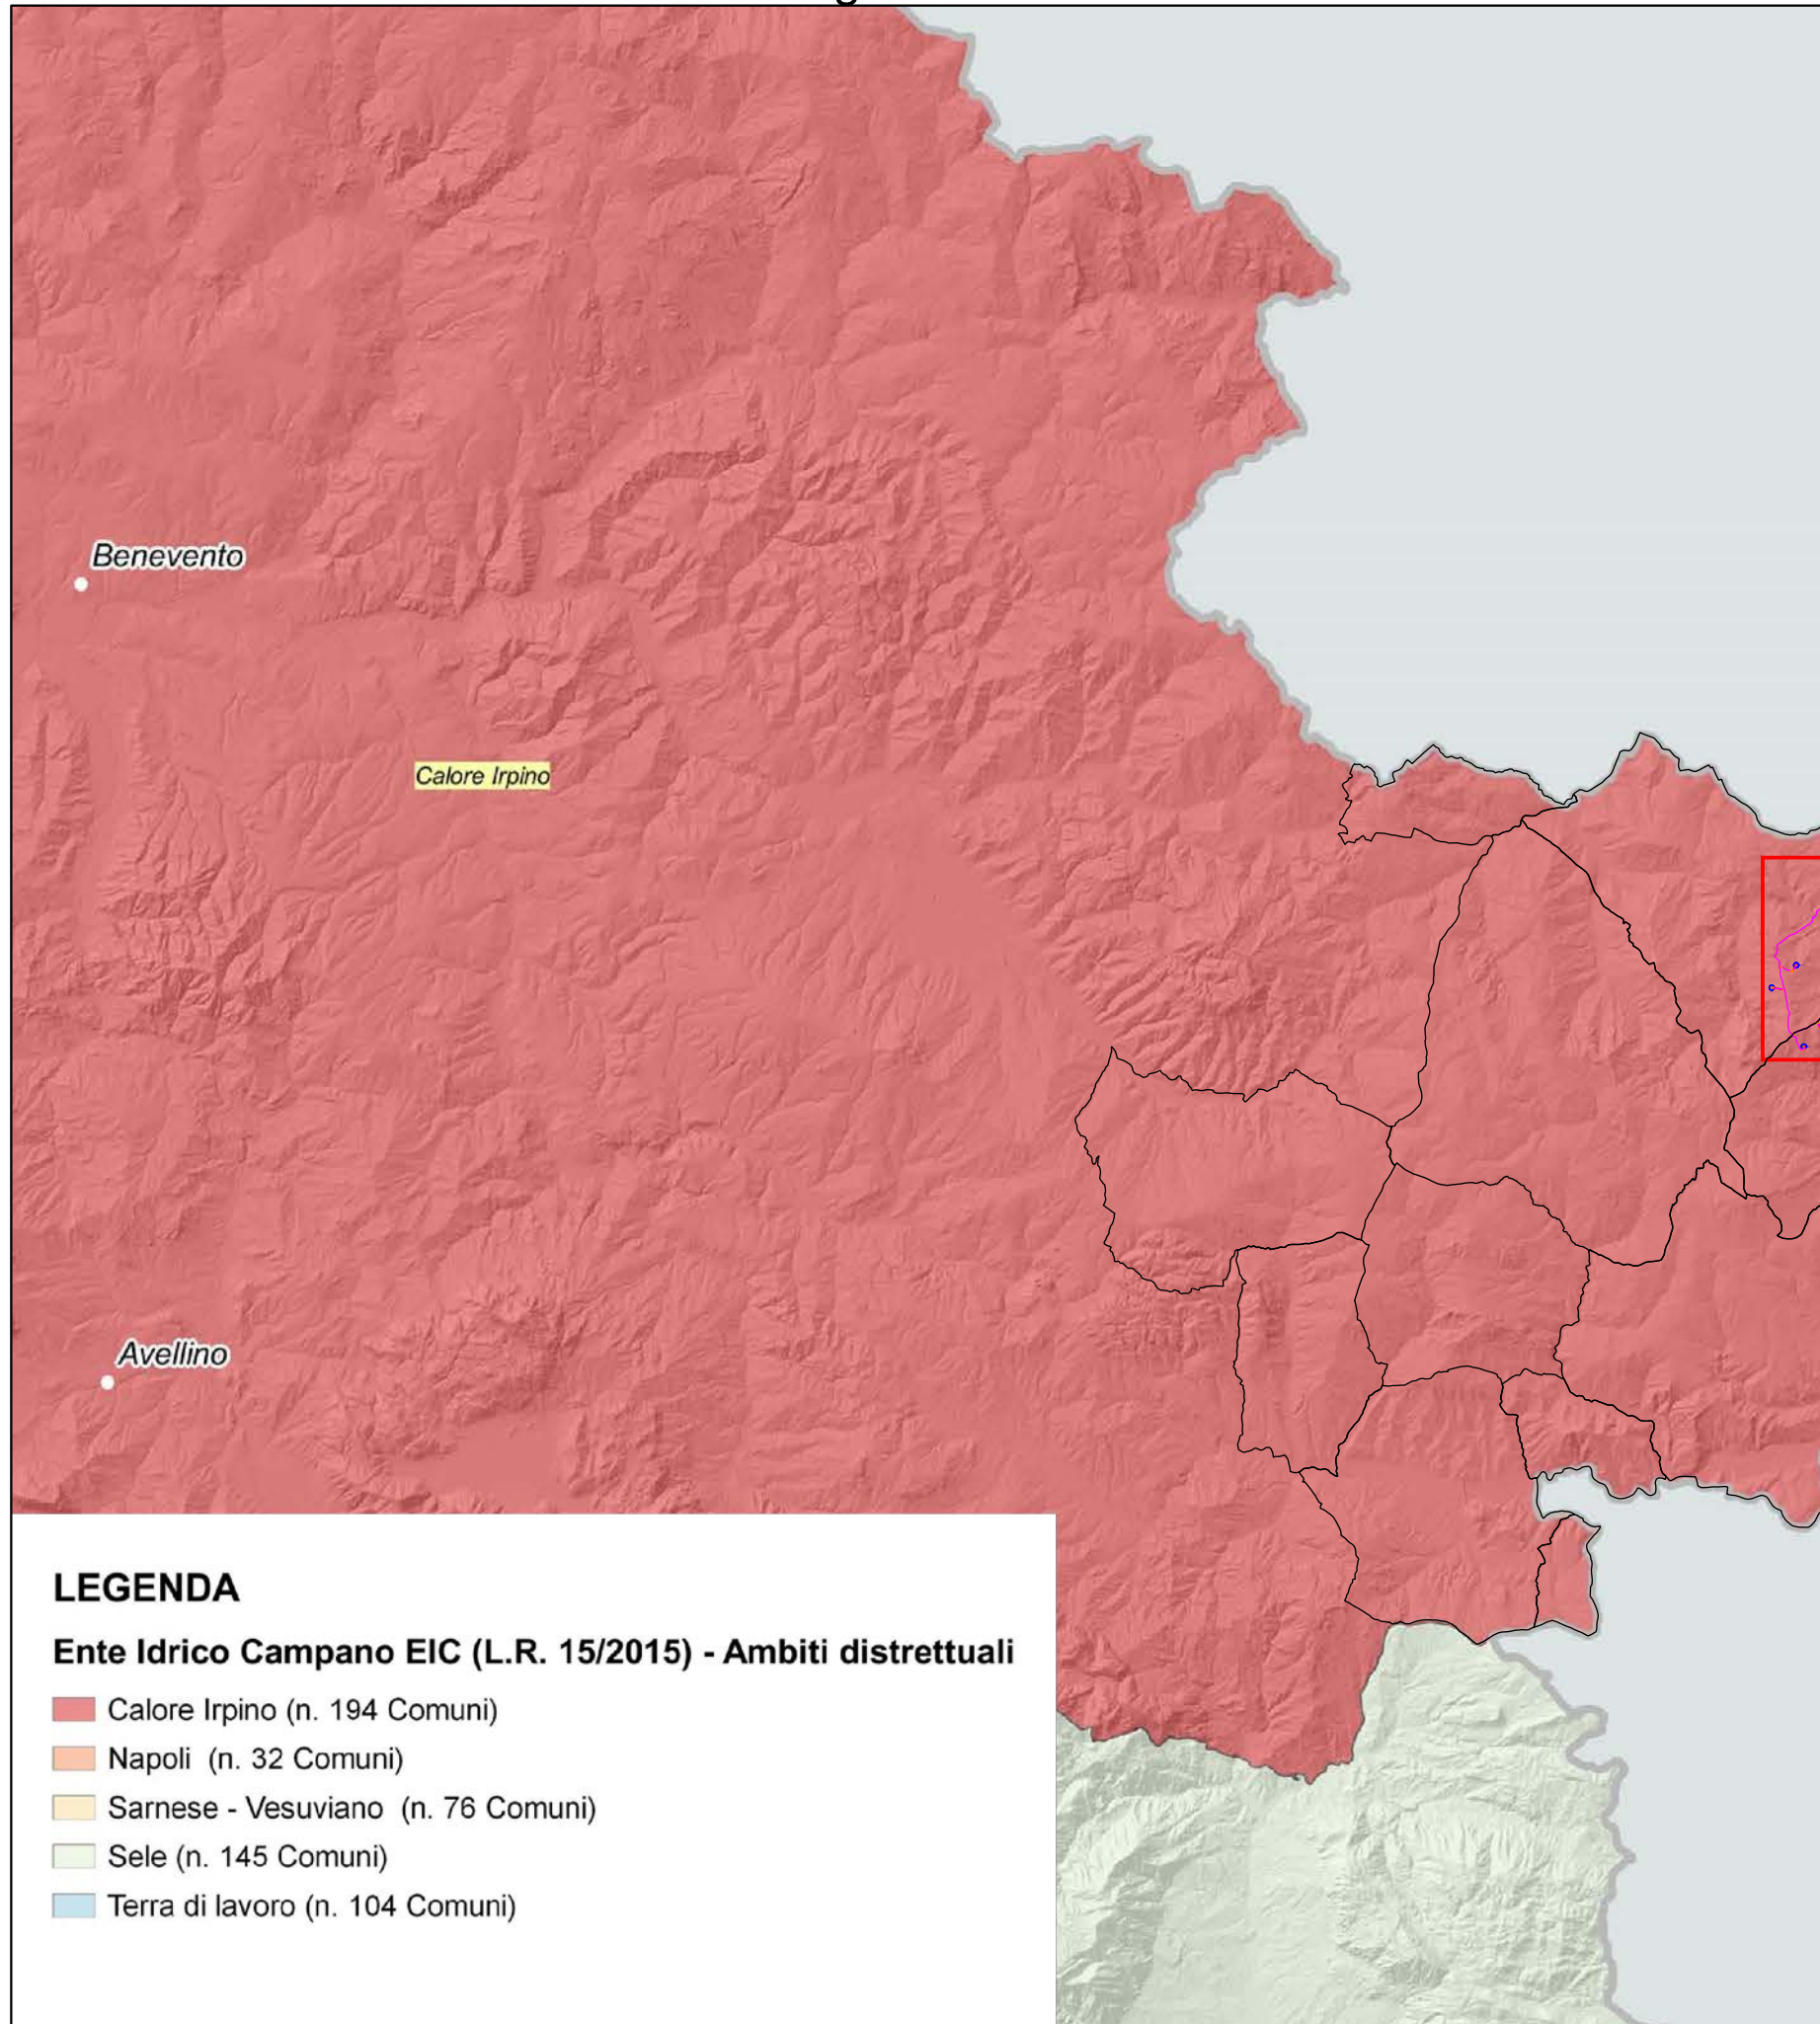 Benevento
Calore Irpino
Avellino
LEGENDA
Ente Idrico Campano EIC (L.R. 15/2015) - Ambiti distrettuali
Calore Irpino (n. 194 Comuni)
Napoli (n. 32 Comuni)
Sarnese - Vesuviano (n. 76 Comuni)
Sele (n. 145 Comuni)
Terra di lavoro (n. 104 Comuni)